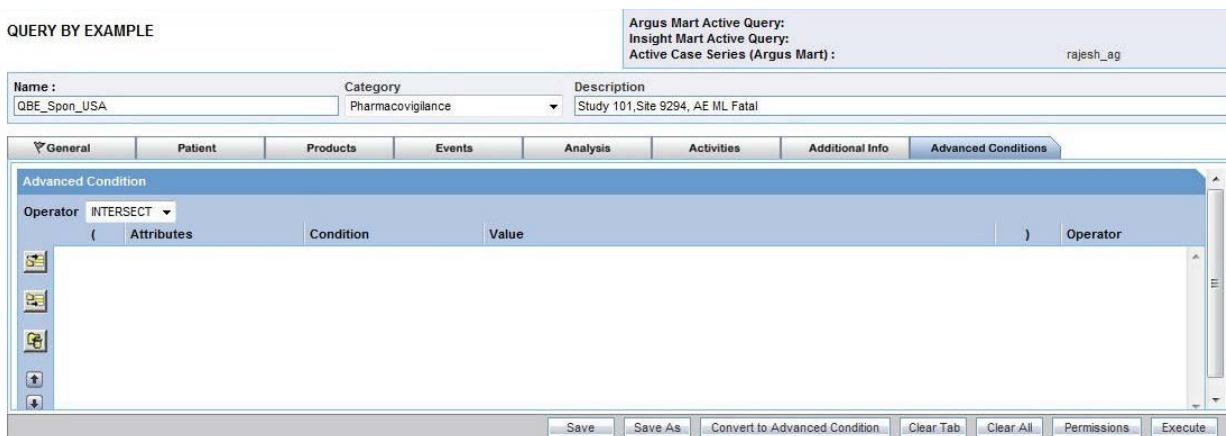 QUERY BY EXAMPLE
Argus Mart Active Query:
Insight Mart Active Query:
Active Case Series (Argus Mart) : rajesh_ag
Name : Category Description
QBE_Spon_USA Pharmacovigilance Study 101,Site 9294, AE ML Fatal
General Patient Products Events Analysis Activities Additional Info Advanced Conditions
Advanced Condition
Operator INTERSECT
( Attributes Condition Value ) Operator
Save Save As Convert to Advanced Condition Clear Tab Clear All Permissions Execute